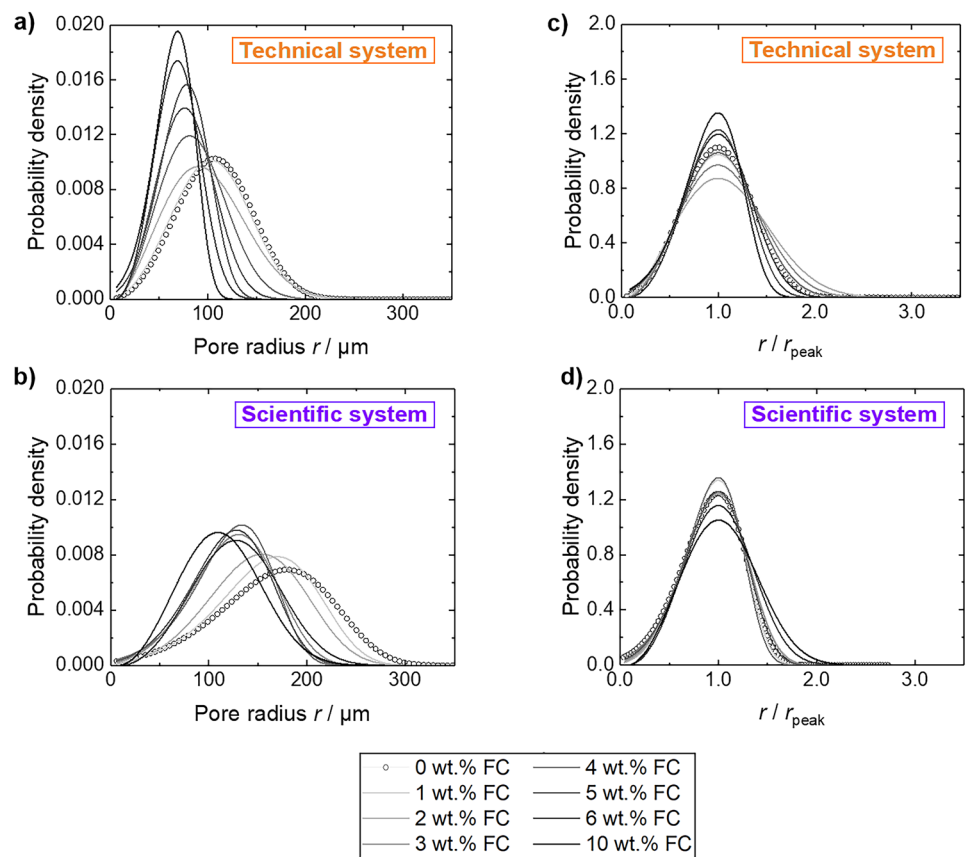 a)
Technical system
Probability density
0.020
0.016
0.012
0.008
0.004
0.000
0 100 200 300
Pore radius r / µm
c)
Technical system
Probability density
2.0
1.6
1.2
0.8
0.4
0.0
0.0 1.0 2.0 3.0
r / rpeak
b)
Scientific system
Probability density
0.020
0.016
0.012
0.008
0.004
0.000
0 100 200 300
Pore radius r / µm
d)
Scientific system
Probability density
2.0
1.6
1.2
0.8
0.4
0.0
0.0 1.0 2.0 3.0
r / rpeak
0 wt.% FC 4 wt.% FC
1 wt.% FC 5 wt.% FC
2 wt.% FC 6 wt.% FC
3 wt.% FC 10 wt.% FC